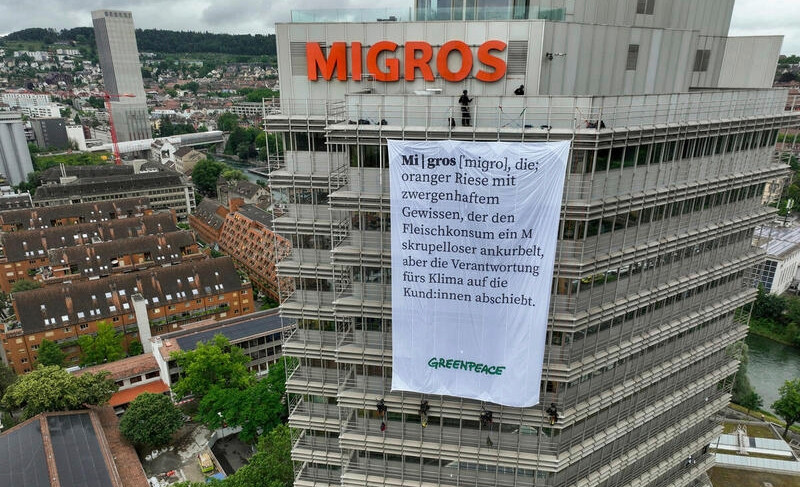 MIGROS
Mi|gros ['migro], die;
oranger Riese mit
zwergenhaftem
Gewissen, der den
Fleischkonsum ein M
skrupelloser ankurbelt,
aber die Verantwortung
fürs Klima auf die
Kund:innen abschiebt.
GREENPEACE